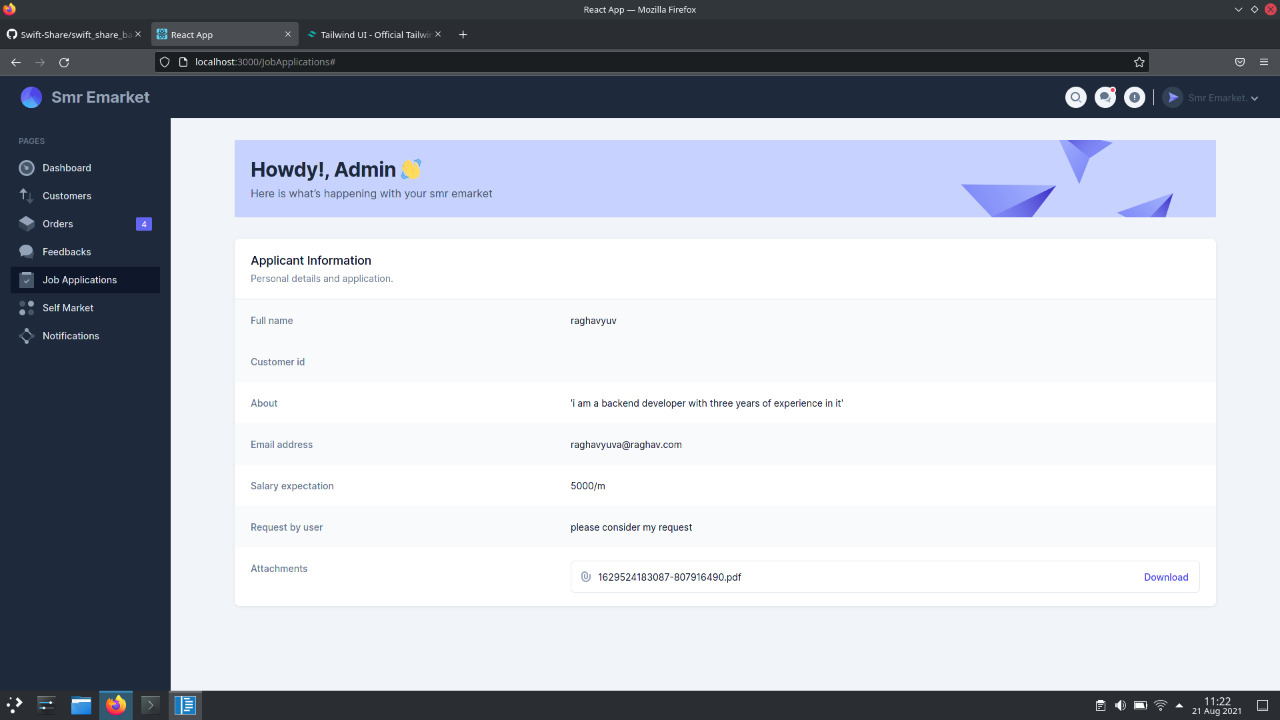 React App — Mozilla Firefox
Swift-Share/swift_share_ba
React App
Tailwind UI - Official Tailwin
localhost:3000/JobApplications#
Smr Emarket
Smr Emarket.
PAGES
Dashboard
Customers
Orders 4
Feedbacks
Job Applications
Self Market
Notifications
Howdy!, Admin 👋
Here is what's happening with your smr emarket
Applicant Information
Personal details and application.
Full name raghavyuv
Customer id
About 'i am a backend developer with three years of experience in it'
Email address raghavyuva@raghav.com
Salary expectation 5000/m
Request by user please consider my request
Attachments 1629524183087-807916490.pdf Download
11:22
21 Aug 2021